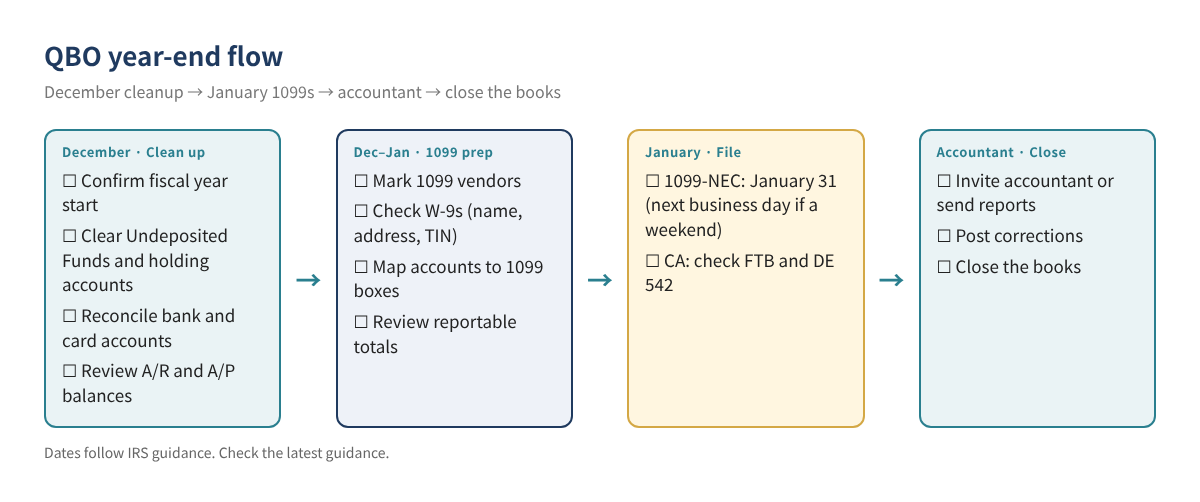 QBO year-end flow
December cleanup → January 1099s → accountant → close the books
December · Clean up
☐ Confirm fiscal year
start
☐ Clear Undeposited
Funds and holding
accounts
☐ Reconcile bank and
card accounts
☐ Review A/R and A/P
balances
→
Dec–Jan · 1099 prep
☐ Mark 1099 vendors
☐ Check W-9s (name,
address, TIN)
☐ Map accounts to 1099
boxes
☐ Review reportable
totals
→
January · File
☐ 1099-NEC: January 31
(next business day if a
weekend)
☐ CA: check FTB and DE
542
→
Accountant · Close
☐ Invite accountant or
send reports
☐ Post corrections
☐ Close the books
Dates follow IRS guidance. Check the latest guidance.